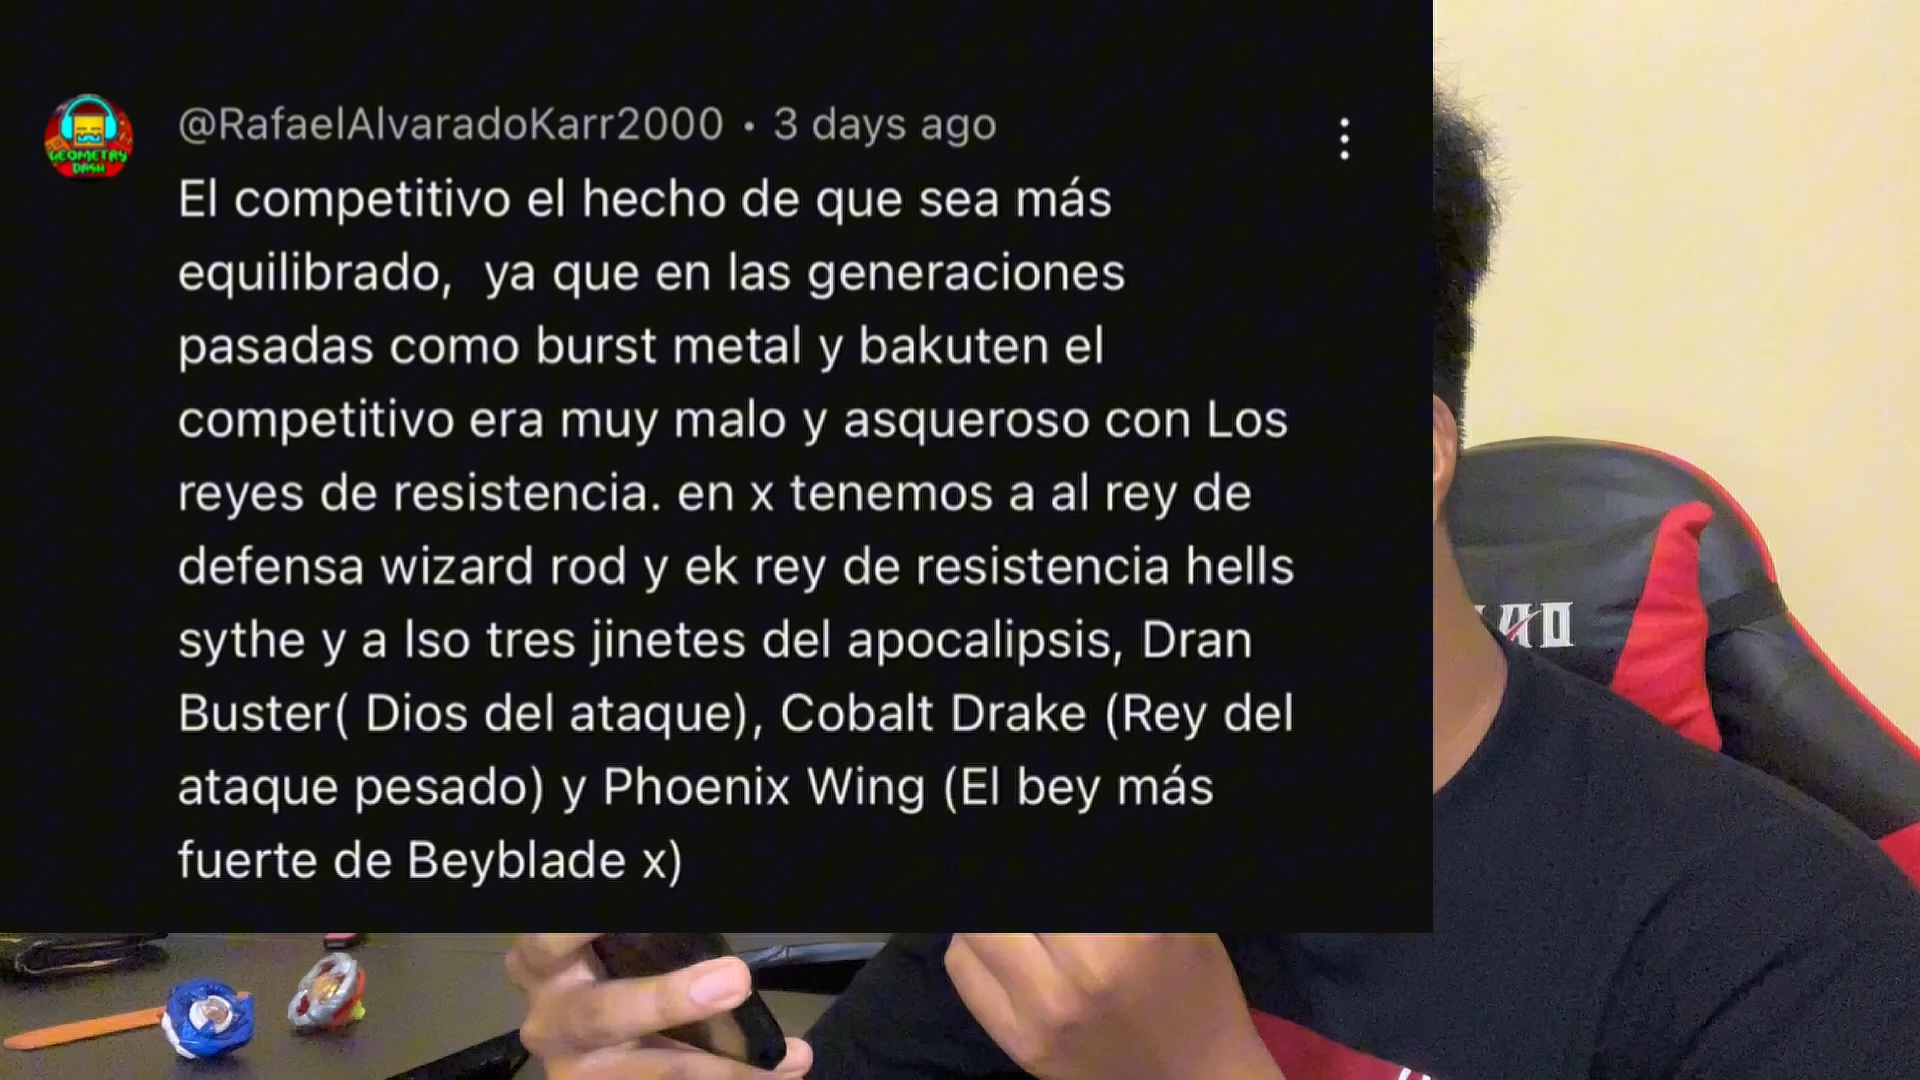 @RafaelAlvaradoKarr2000 • 3 days ago
El competitivo el hecho de que sea más
equilibrado, ya que en las generaciones
pasadas como burst metal y bakuten el
competitivo era muy malo y asqueroso con Los
reyes de resistencia. en x tenemos a al rey de
defensa wizard rod y ek rey de resistencia hells
sythe y a lso tres jinetes del apocalipsis, Dran
Buster( Dios del ataque), Cobalt Drake (Rey del
ataque pesado) y Phoenix Wing (El bey más
fuerte de Beyblade x)
GEOMETRY
DASH